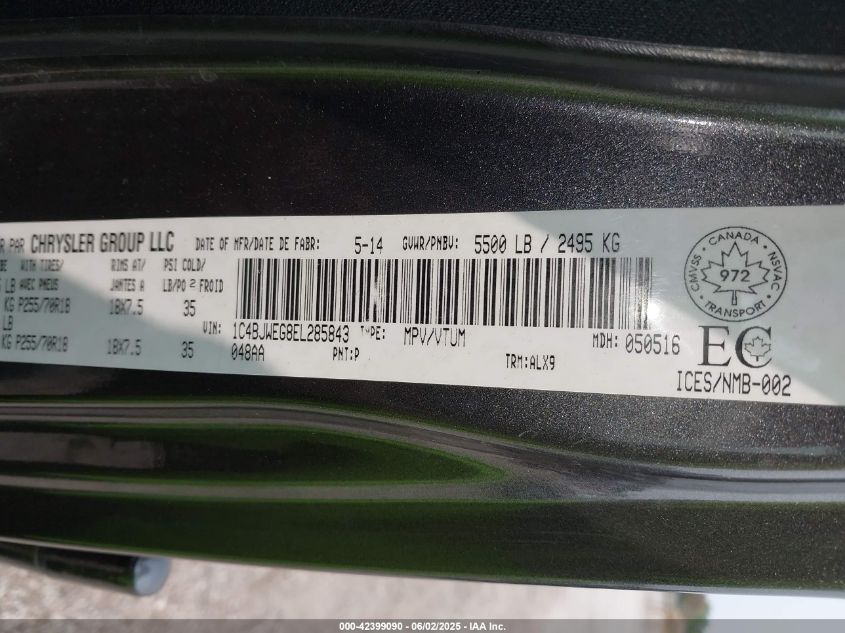 R PAR CHRYSLER GROUP LLC DATE OF MFR/DATE DE FABR: 5-14 GVWR/PNBV: 5500 LB / 2495 KG
WITH TIRES/ RIMS AT/ PSI COLD/
LB AVEC PNEUS JANTES A LB/PO 2 FROID
KG P255/70R18 18X7.5 35
LB
VIN: 1C4BJWEG8EL285843 TYPE: MPV/VTUM MDH: 050516
KG P255/70R18 18X7.5 35 048AA PNT:P TRM:ALX9
CANADA
CMVSS NSVAC
972
TRANSPORT
EC
ICES/NMB-002
000-42399090 - 06/02/2025 - IAA Inc.